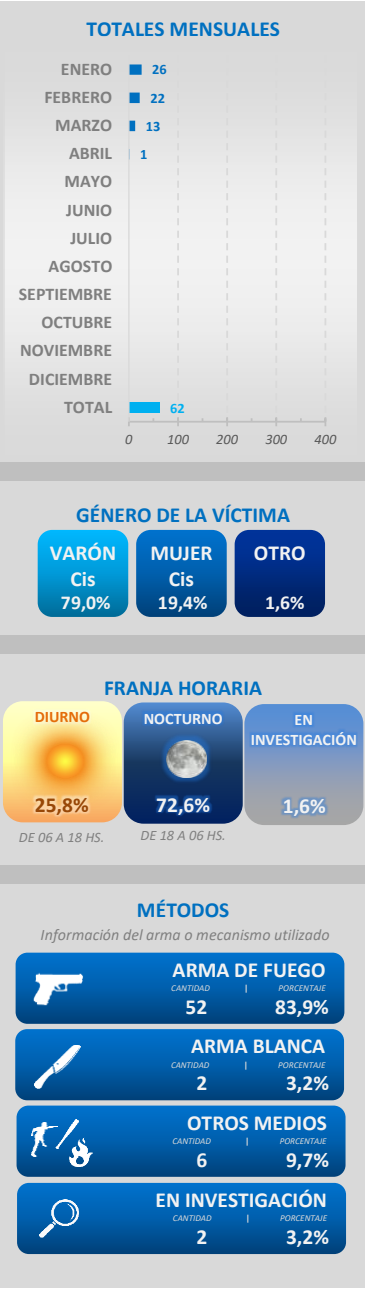 TOTALES MENSUALES
ENERO 26
FEBRERO 22
MARZO 13
ABRIL 1
MAYO
JUNIO
JULIO
AGOSTO
SEPTIEMBRE
OCTUBRE
NOVIEMBRE
DICIEMBRE
TOTAL 62
0 100 200 300 400
GÉNERO DE LA VÍCTIMA
VARÓN MUJER OTRO
Cis Cis
79,0% 19,4% 1,6%
FRANJA HORARIA
DIURNO NOCTURNO EN
INVESTIGACIÓN
25,8% 72,6% 1,6%
DE 06 A 18 HS. DE 18 A 06 HS.
MÉTODOS
Información del arma o mecanismo utilizado
ARMA DE FUEGO
CANTIDAD | PORCENTAJE
52 83,9%
ARMA BLANCA
CANTIDAD | PORCENTAJE
2 3,2%
OTROS MEDIOS
CANTIDAD | PORCENTAJE
6 9,7%
EN INVESTIGACIÓN
CANTIDAD | PORCENTAJE
2 3,2%